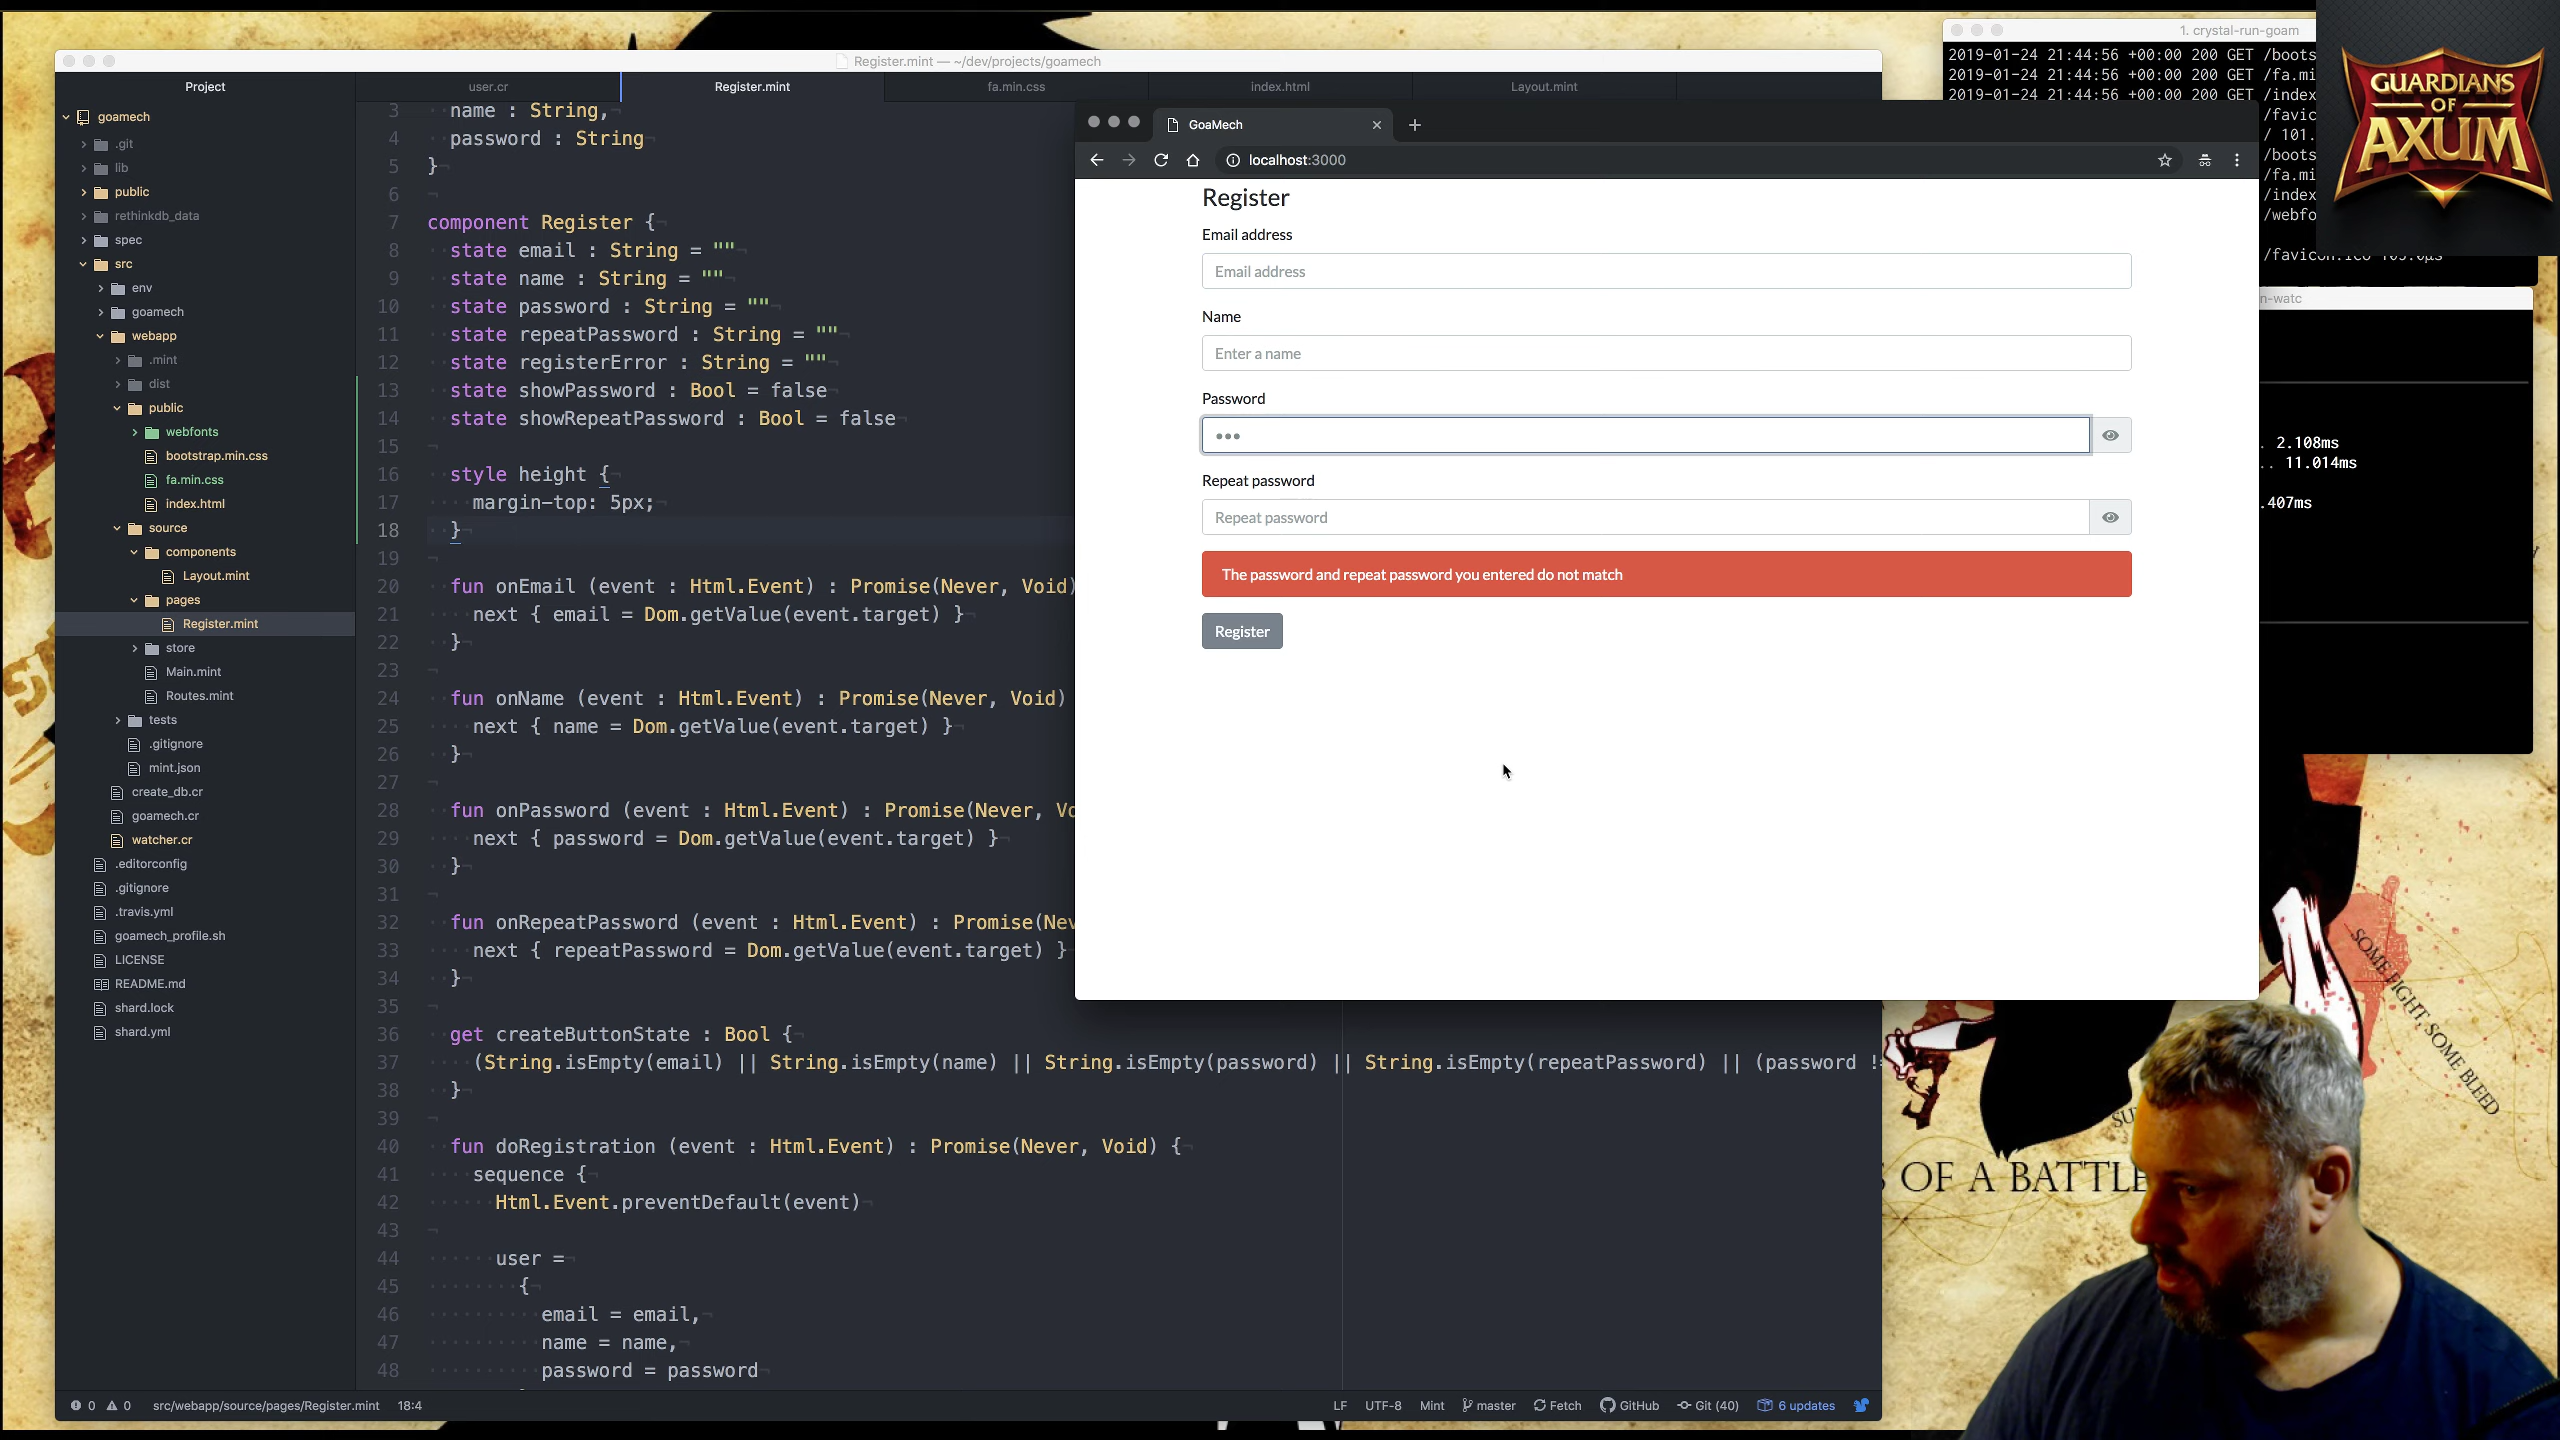 Register.mint — ~/dev/projects/goamech
Project
user.cr
Register.mint
fa.min.css
index.html
Layout.mint
goamech
.git
lib
public
rethinkdb_data
spec
src
env
goamech
webapp
.mint
dist
public
webfonts
bootstrap.min.css
fa.min.css
index.html
source
components
Layout.mint
pages
Register.mint
store
Main.mint
Routes.mint
tests
.gitignore
mint.json
create_db.cr
goamech.cr
watcher.cr
.editorconfig
.gitignore
.travis.yml
goamech_profile.sh
LICENSE
README.md
shard.lock
shard.yml
3 name : String,
4 password : String
5 }
6
7 component Register {
8 state email : String = ""
9 state name : String = ""
10 state password : String = ""
11 state repeatPassword : String = ""
12 state registerError : String = ""
13 state showPassword : Bool = false
14 state showRepeatPassword : Bool = false
15
16 style height {
17 margin-top: 5px;
18 }
19
20 fun onEmail (event : Html.Event) : Promise(Never, Void)
21 next { email = Dom.getValue(event.target) }
22 }
23
24 fun onName (event : Html.Event) : Promise(Never, Void)
25 next { name = Dom.getValue(event.target) }
26 }
27
28 fun onPassword (event : Html.Event) : Promise(Never, Vo
29 next { password = Dom.getValue(event.target) }
30 }
31
32 fun onRepeatPassword (event : Html.Event) : Promise(Nev
33 next { repeatPassword = Dom.getValue(event.target) }
34 }
35
36 get createButtonState : Bool {
37 (String.isEmpty(email) || String.isEmpty(name) || String.isEmpty(password) || String.isEmpty(repeatPassword) || (password !=
38 }
39
40 fun doRegistration (event : Html.Event) : Promise(Never, Void) {
41 sequence {
42 Html.Event.preventDefault(event)
43
44 user =
45 {
46 email = email,
47 name = name,
48 password = password
0 0 src/webapp/source/pages/Register.mint 18:4
LF UTF-8 Mint master Fetch GitHub Git (40) 6 updates
GoaMech
localhost:3000
Register
Email address
Email address
Name
Enter a name
Password
•••
Repeat password
Repeat password
The password and repeat password you entered do not match
Register
1. crystal-run-goam
2019-01-24 21:44:56 +00:00 200 GET /boots
2019-01-24 21:44:56 +00:00 200 GET /fa.mi
2019-01-24 21:44:56 +00:00 200 GET /index
/favic
/ 101.
/boots
/fa.mi
/index
/webfo
/favicon.ico 105.0µs
n-watc
. 2.108ms
.. 11.014ms
.407ms
GUARDIANS
OF
AXUM
SOME FIGHT, SOME BLEED
OF A BATTLE